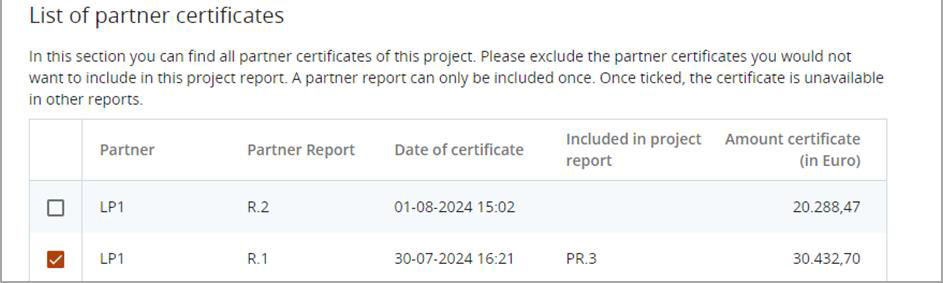 List of partner certificates
In this section you can find all partner certificates of this project. Please exclude the partner certificates you would not
want to include in this project report. A partner report can only be included once. Once ticked, the certificate is unavailable
in other reports.
Partner Partner Report Date of certificate Included in project report Amount certificate (in Euro)
LP1 R.2 01-08-2024 15:02 20.288,47
LP1 R.1 30-07-2024 16:21 PR.3 30.432,70